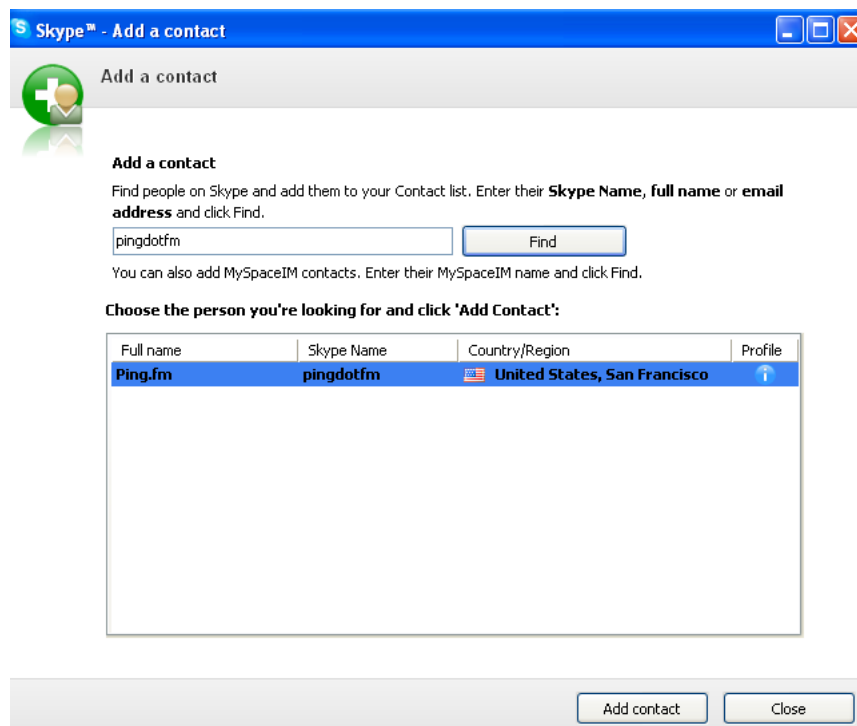 Skype™ - Add a contact
Add a contact
Add a contact
Find people on Skype and add them to your Contact list. Enter their Skype Name, full name or email
address and click Find.
pingdotfm
Find
You can also add MySpaceIM contacts. Enter their MySpaceIM name and click Find.
Choose the person you're looking for and click 'Add Contact':
Full name Skype Name Country/Region Profile
Ping.fm pingdotfm United States, San Francisco
Add contact Close